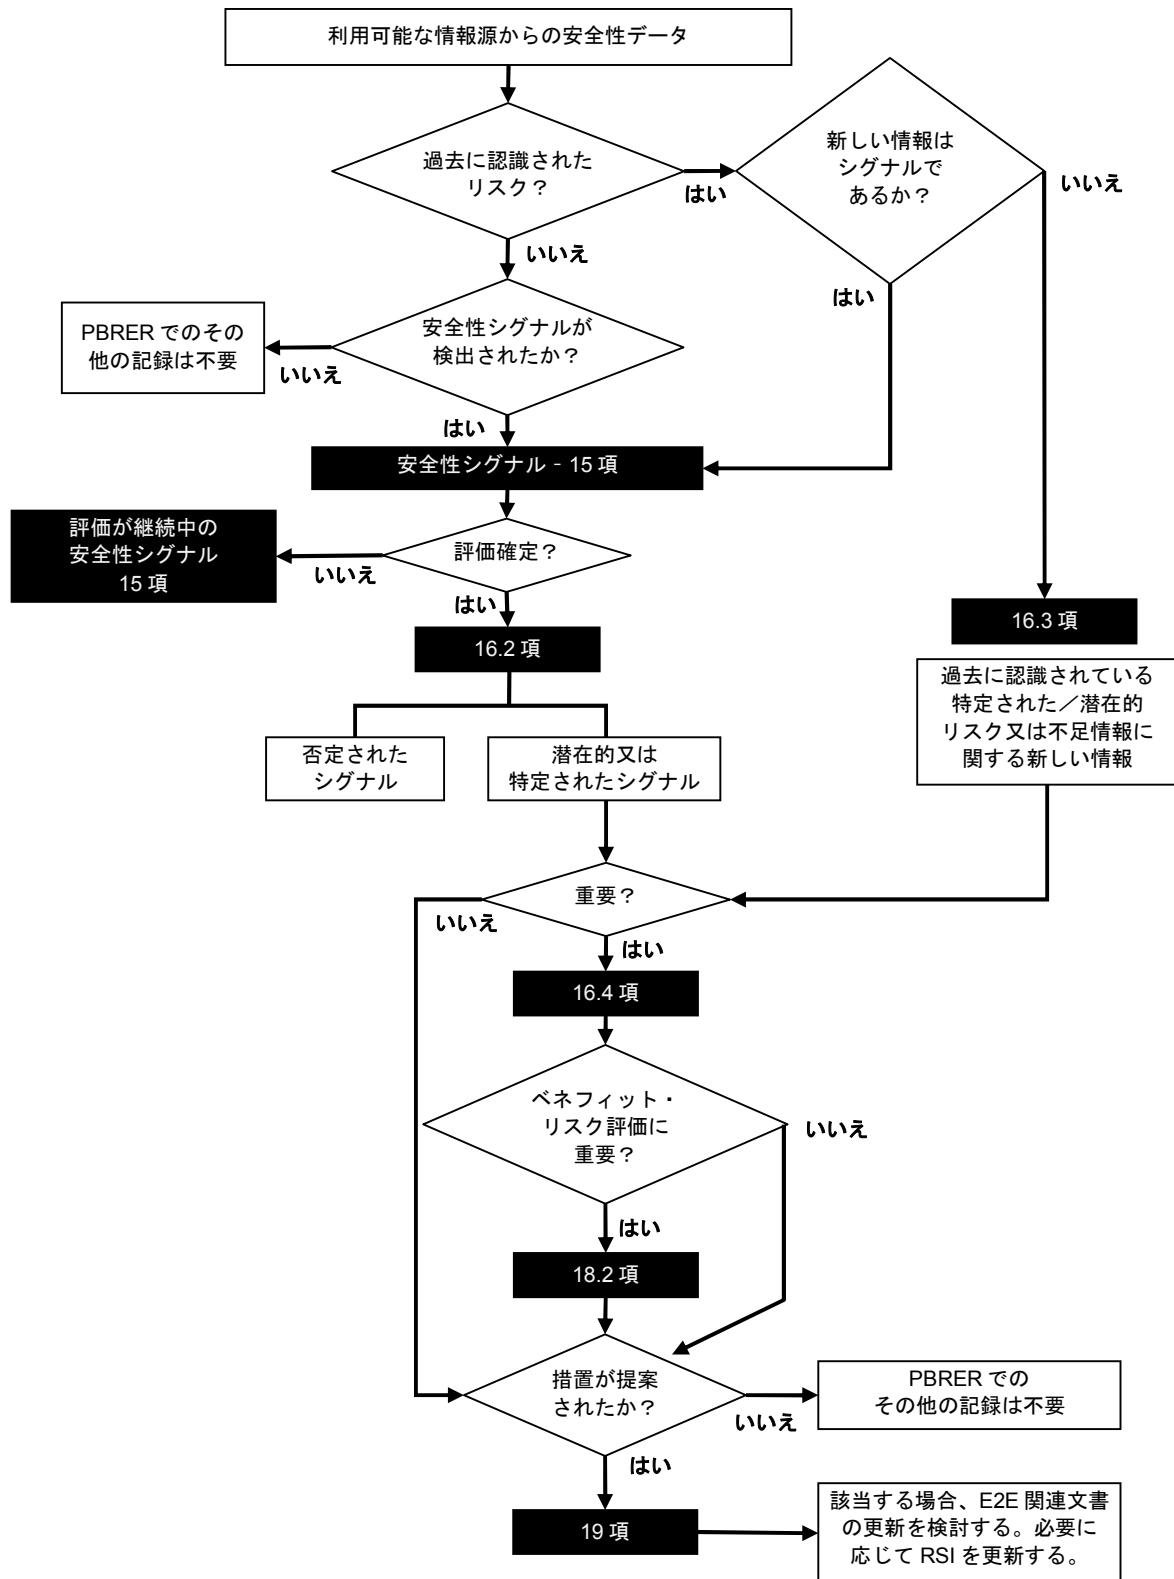 利用可能な情報源からの安全性データ
過去に認識された
リスク？
はい
いいえ
新しい情報は
シグナルで
あるか？
いいえ
はい
安全性シグナルが
検出されたか？
いいえ
PBRER でのその
他の記録は不要
はい
安全性シグナル - 15 項
評価確定？
いいえ
評価が継続中の
安全性シグナル
15 項
はい
16.2 項
16.3 項
過去に認識されている
特定された／潜在的
リスク又は不足情報に
関する新しい情報
否定された
シグナル
潜在的又は
特定されたシグナル
重要？
いいえ
はい
16.4 項
ベネフィット・
リスク評価に
重要？
いいえ
はい
18.2 項
措置が提案
されたか？
いいえ
PBRER での
その他の記録は不要
はい
19 項
該当する場合、E2E 関連文書
の更新を検討する。必要に
応じて RSI を更新する。